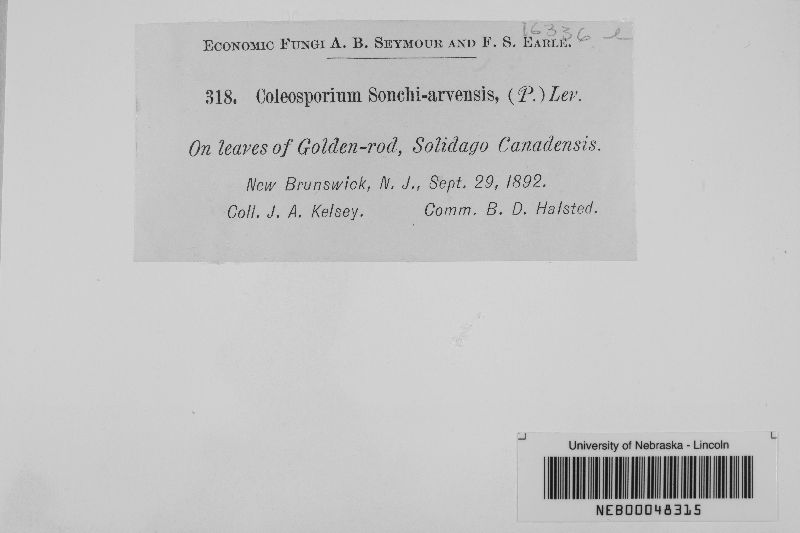 16336 e
Economic Fungi A. B. Seymour and F. S. Earle.
318. Coleosporium Sonchi-arvensis, (P.) Lev.
On leaves of Golden-rod, Solidago Canadensis.
New Brunswick, N. J., Sept. 29, 1892.
Coll. J. A. Kelsey. Comm. B. D. Halsted.
University of Nebraska - Lincoln
NEB00048315